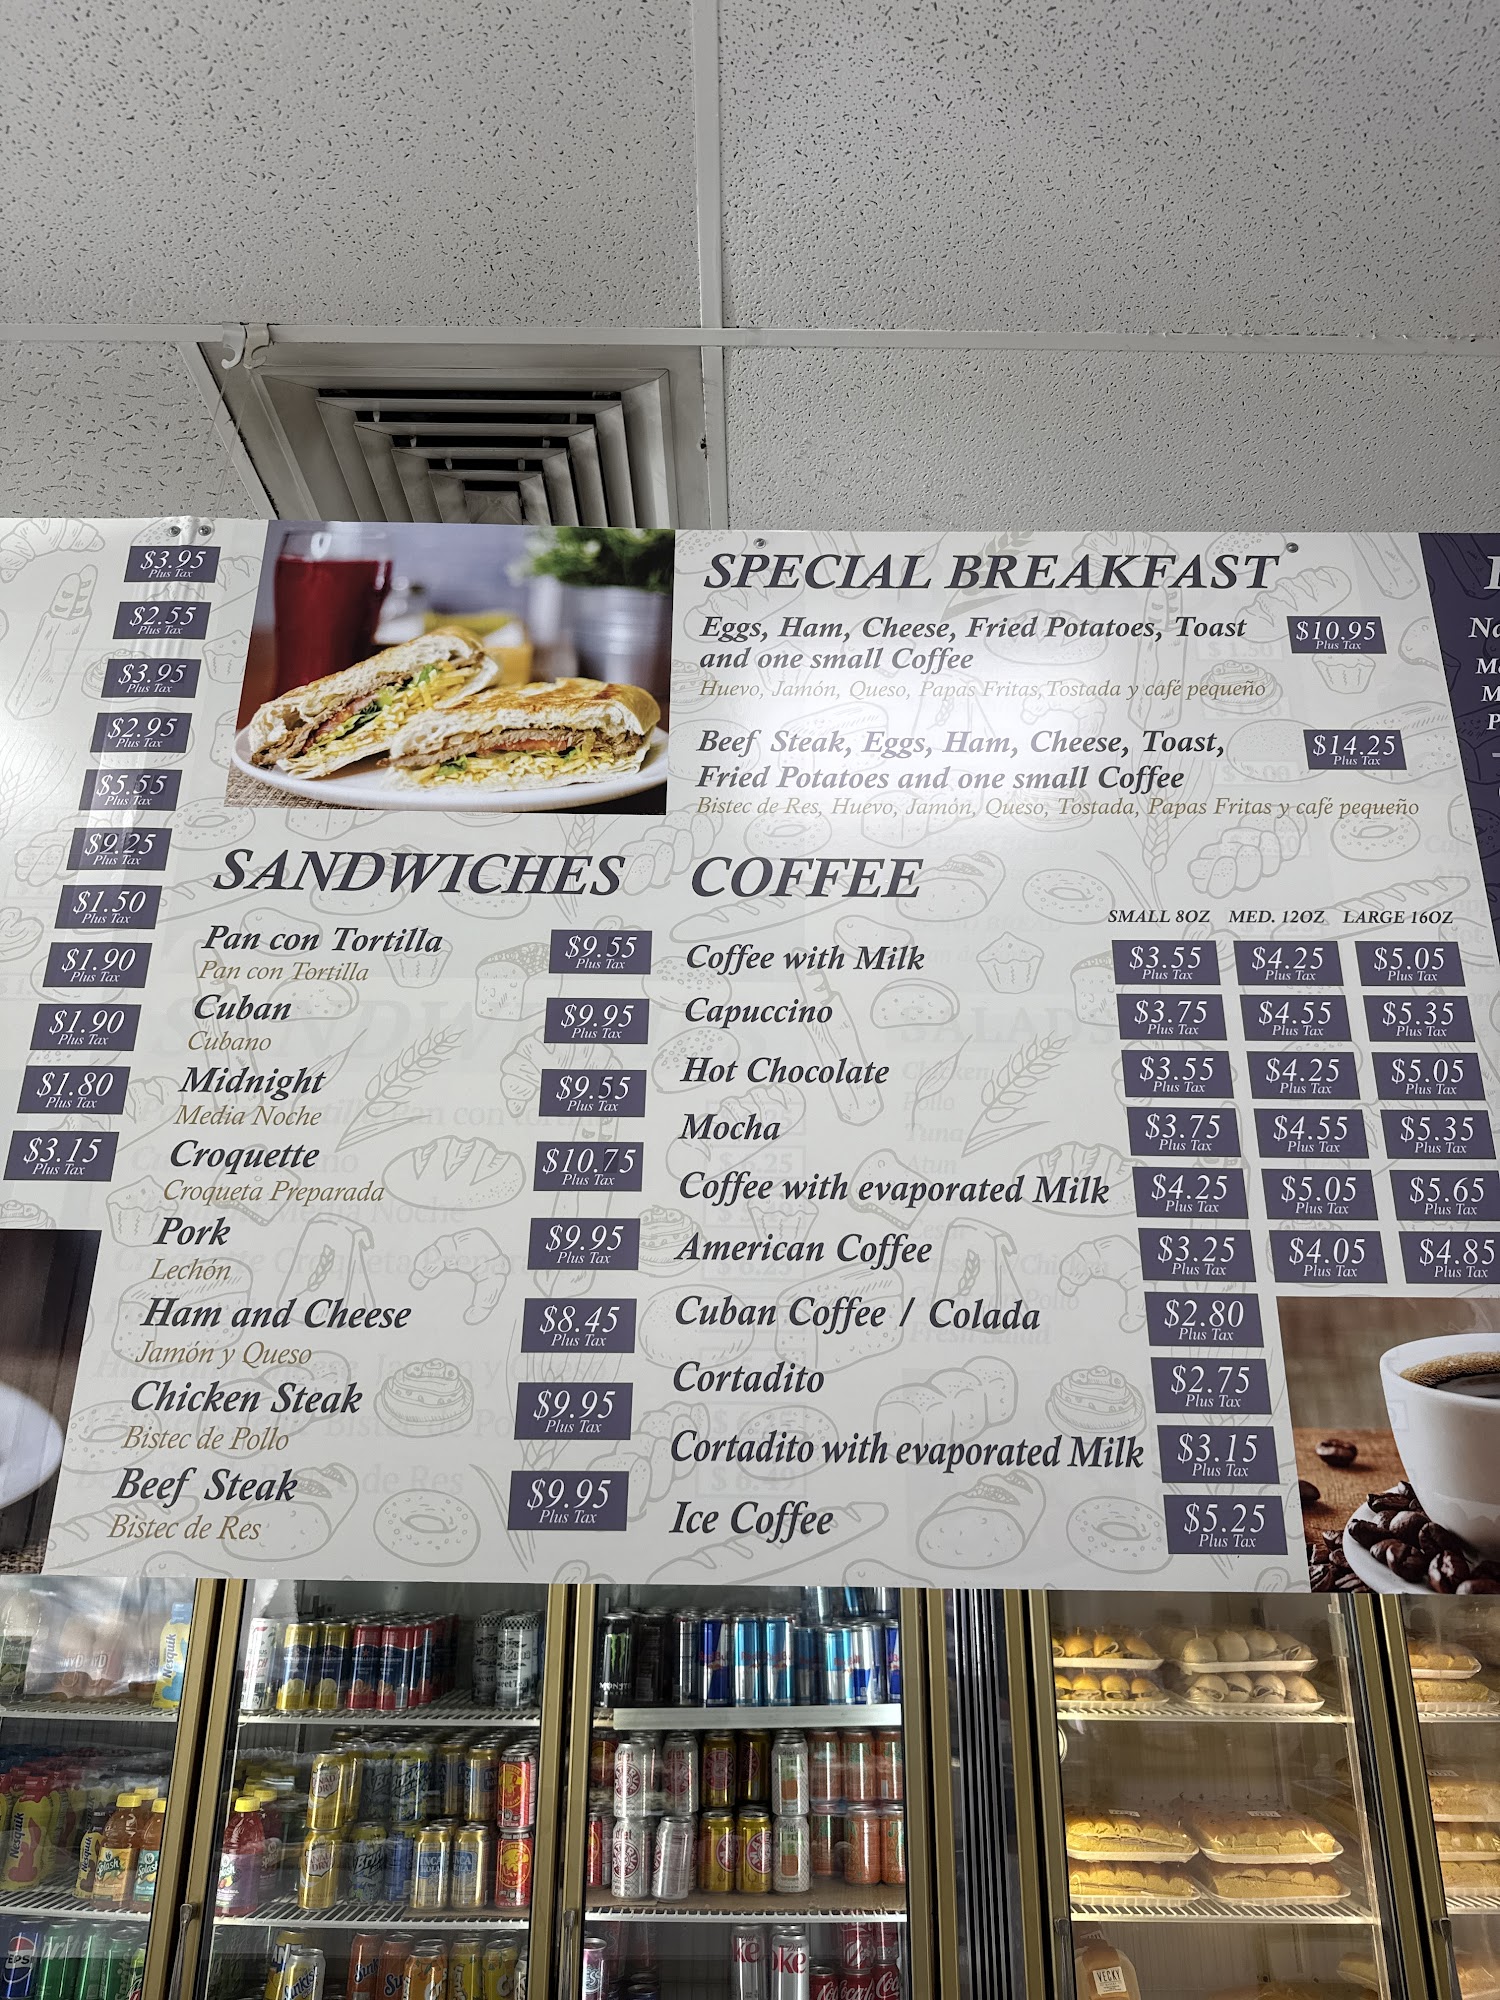 $3.95
Plus Tax
$2.55
Plus Tax
$3.95
Plus Tax
$2.95
Plus Tax
$5.55
Plus Tax
$9.25
Plus Tax
$1.50
Plus Tax
$1.90
Plus Tax
$1.90
Plus Tax
$1.80
Plus Tax
$3.15
Plus Tax
SPECIAL BREAKFAST
Eggs, Ham, Cheese, Fried Potatoes, Toast
and one small Coffee
$10.95
Plus Tax
Huevo, Jamón, Queso, Papas Fritas, Tostada y café pequeño
Beef Steak, Eggs, Ham, Cheese, Toast,
Fried Potatoes and one small Coffee
$14.25
Plus Tax
Bistec de Res, Huevo, Jamón, Queso, Tostada, Papas Fritas y café pequeño
SANDWICHES
Pan con Tortilla $9.55
Plus Tax
Pan con Tortilla
Cuban $9.95
Plus Tax
Cubano
Midnight $9.55
Plus Tax
Media Noche
Croquette $10.75
Plus Tax
Croqueta Preparada
Pork $9.95
Plus Tax
Lechón
Ham and Cheese $8.45
Plus Tax
Jamón y Queso
Chicken Steak $9.95
Plus Tax
Bistec de Pollo
Beef Steak $9.95
Plus Tax
Bistec de Res
COFFEE
SMALL 8OZ MED. 12OZ LARGE 16OZ
Coffee with Milk $3.55 $4.25 $5.05
Plus Tax Plus Tax Plus Tax
Capuccino $3.75 $4.55 $5.35
Plus Tax Plus Tax Plus Tax
Hot Chocolate $3.55 $4.25 $5.05
Plus Tax Plus Tax Plus Tax
Mocha $3.75 $4.55 $5.35
Plus Tax Plus Tax Plus Tax
Coffee with evaporated Milk $4.25 $5.05 $5.65
Plus Tax Plus Tax Plus Tax
American Coffee $3.25 $4.05 $4.85
Plus Tax Plus Tax Plus Tax
Cuban Coffee / Colada $2.80
Plus Tax
Cortadito $2.75
Plus Tax
Cortadito with evaporated Milk $3.15
Plus Tax
Ice Coffee $5.25
Plus Tax
Nesquik
MONSTER
Nesquik
Nesquik
Splash
Splash
INCA
KOLA
PEPSI
Sunkist
VECKY